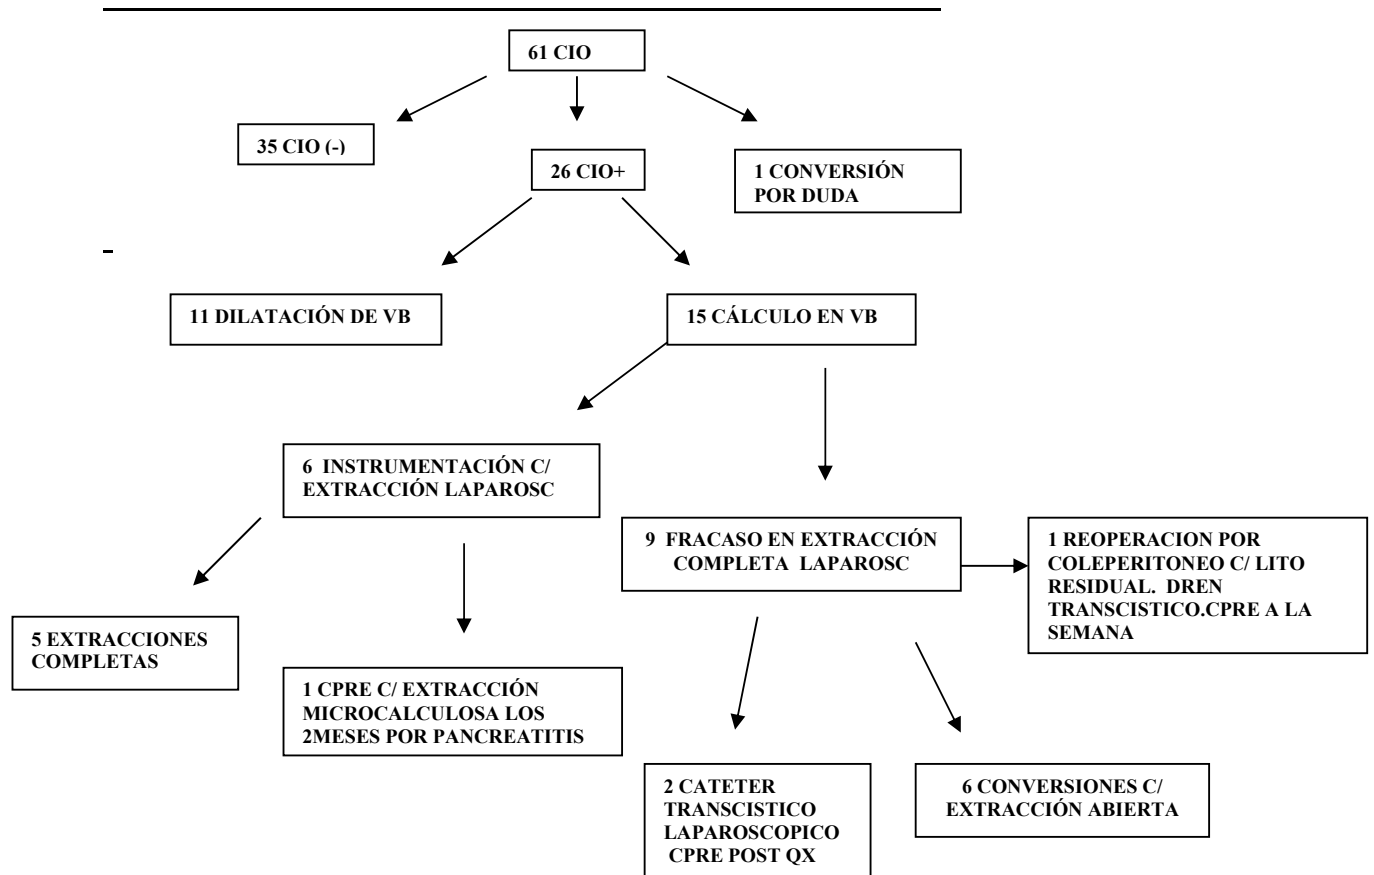 61 CIO
35 CIO (-)
26 CIO+
1 CONVERSIÓN
POR DUDA
11 DILATACIÓN DE VB
15 CÁLCULO EN VB
6 INSTRUMENTACIÓN C/
EXTRACCIÓN LAPAROSC
9 FRACASO EN EXTRACCIÓN
COMPLETA LAPAROSC
1 REOPERACION POR
COLEPERITONEO C/ LITO
RESIDUAL. DREN
TRANSCISTICO.CPRE A LA
SEMANA
5 EXTRACCIONES
COMPLETAS
1 CPRE C/ EXTRACCIÓN
MICROCALCULOSA LOS
2MESES POR PANCREATITIS
2 CATETER
TRANSCISTICO
LAPAROSCOPICO
CPRE POST QX
6 CONVERSIONES C/
EXTRACCIÓN ABIERTA